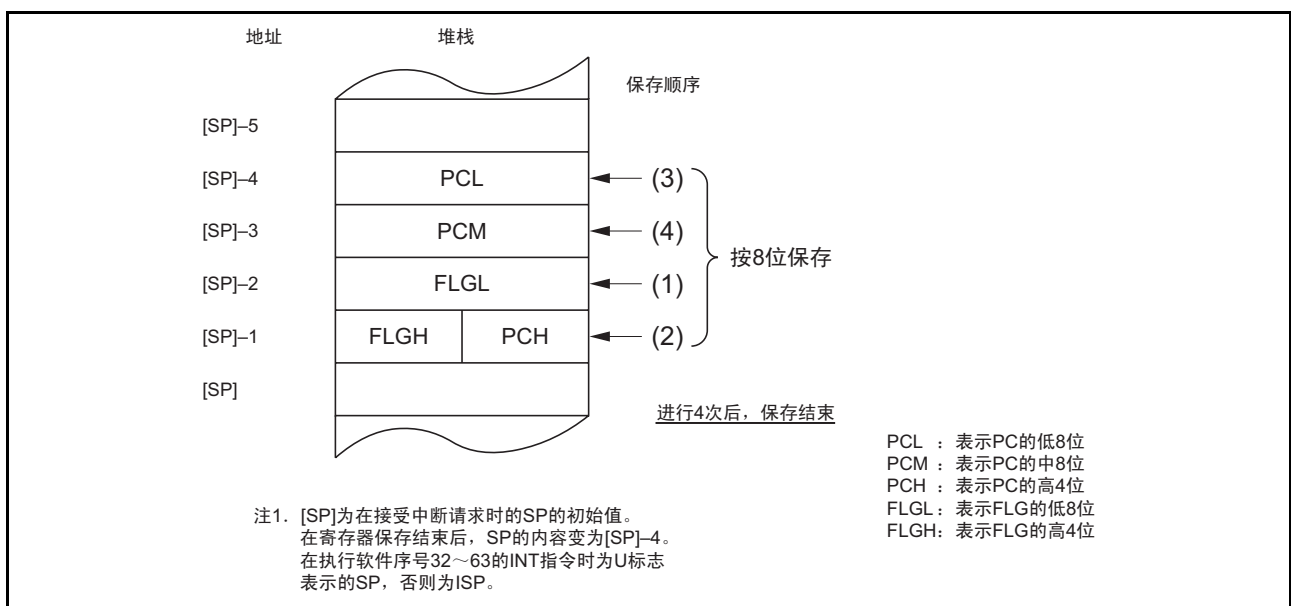 地址 堆栈
保存顺序
[SP]–5
[SP]–4 PCL (3)
[SP]–3 PCM (4)
按8位保存
[SP]–2 FLGL (1)
[SP]–1 FLGH PCH (2)
[SP]
进行4次后，保存结束
PCL ：表示PC的低8位
PCM ：表示PC的中8位
PCH ：表示PC的高4位
FLGL：表示FLG的低8位
FLGH：表示FLG的高4位
注1. [SP]为在接受中断请求时的SP的初始值。
在寄存器保存结束后，SP的内容变为[SP]–4。
在执行软件序号32～63的INT指令时为U标志
表示的SP，否则为ISP。